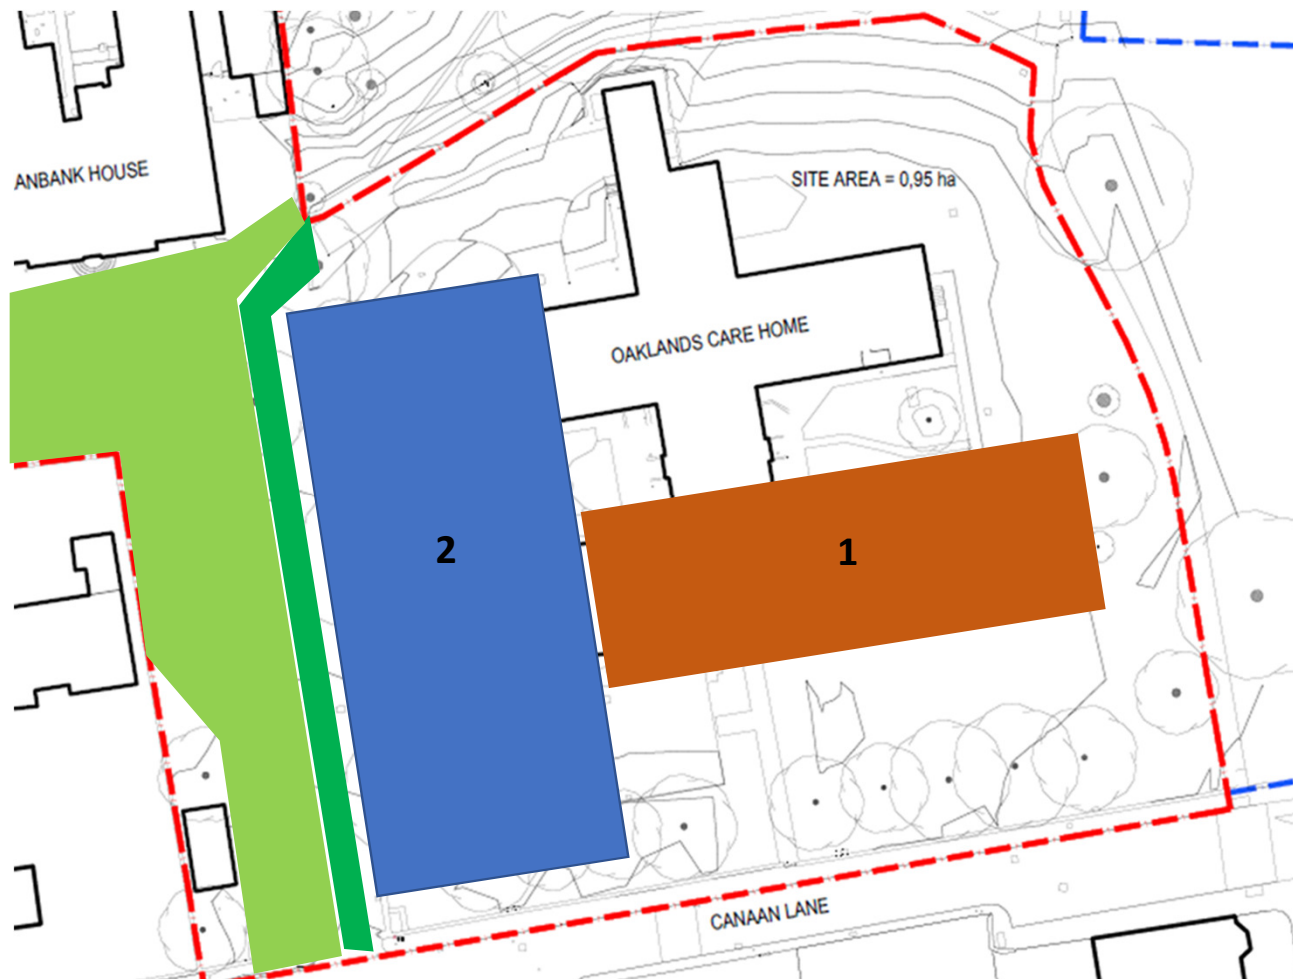 ANBANK HOUSE
SITE AREA = 0,95 ha
OAKLANDS CARE HOME
2
1
CANAAN LANE